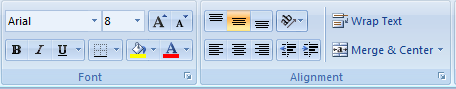 Arial 8 A A Wrap Text
B I U A a Merge & Center
Font Alignment